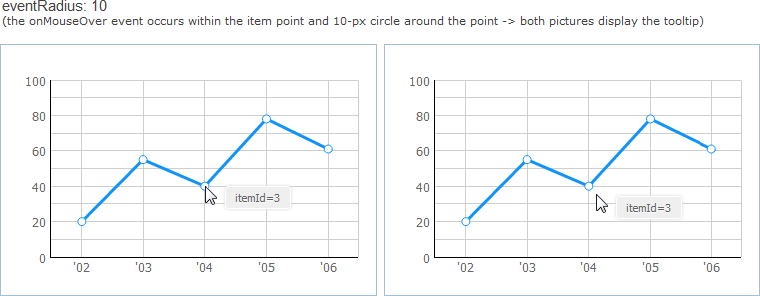 eventRadius: 10
(the onMouseOver event occurs within the item point and 10-px circle around the point -> both pictures display the tooltip)
100
80
60
40
20
0
'02 '03 '04 '05 '06
itemId=3
100
80
60
40
20
0
'02 '03 '04 '05 '06
itemId=3